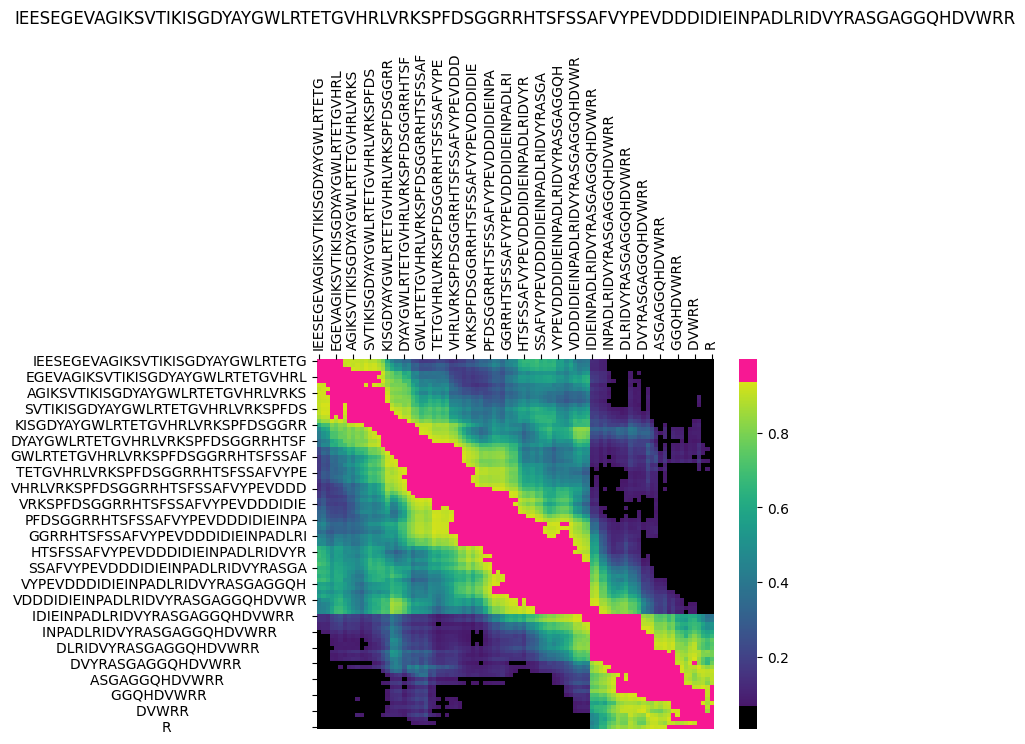 IEESEGEVAGIKSVTIKISGDYAYGWLRTETGVHRLVRKSPFDSGGRRHTSFSSAFVYPEVDDDIDIEINPADLRIDVYRASGAGGQHDVWRR
IEESEGEVAGIKSVTIKISGDYAYGWLRTETG
EGEVAGIKSVTIKISGDYAYGWLRTETGVHRL
AGIKSVTIKISGDYAYGWLRTETGVHRLVRKS
SVTIKISGDYAYGWLRTETGVHRLVRKSPFDS
KISGDYAYGWLRTETGVHRLVRKSPFDSGGRR
DYAYGWLRTETGVHRLVRKSPFDSGGRRHTSF
GWLRTETGVHRLVRKSPFDSGGRRHTSFSSAF
TETGVHRLVRKSPFDSGGRRHTSFSSAFVYPE
VHRLVRKSPFDSGGRRHTSFSSAFVYPEVDDD
VRKSPFDSGGRRHTSFSSAFVYPEVDDDIDIE
PFDSGGRRHTSFSSAFVYPEVDDDIDIEINPA
GGRRHTSFSSAFVYPEVDDDIDIEINPADLRI
HTSFSSAFVYPEVDDDIDIEINPADLRIDVYR
SSAFVYPEVDDDIDIEINPADLRIDVYRASGA
VYPEVDDDIDIEINPADLRIDVYRASGAGGQH
VDDDIDIEINPADLRIDVYRASGAGGQHDVWR
IDIEINPADLRIDVYRASGAGGQHDVWRR
INPADLRIDVYRASGAGGQHDVWRR
DLRIDVYRASGAGGQHDVWRR
DVYRASGAGGQHDVWRR
ASGAGGQHDVWRR
GGQHDVWRR
DVWRR
R
IEESEGEVAGIKSVTIKISGDYAYGWLRTETG
EGEVAGIKSVTIKISGDYAYGWLRTETGVHRL
AGIKSVTIKISGDYAYGWLRTETGVHRLVRKS
SVTIKISGDYAYGWLRTETGVHRLVRKSPFDS
KISGDYAYGWLRTETGVHRLVRKSPFDSGGRR
DYAYGWLRTETGVHRLVRKSPFDSGGRRHTSF
GWLRTETGVHRLVRKSPFDSGGRRHTSFSSAF
TETGVHRLVRKSPFDSGGRRHTSFSSAFVYPE
VHRLVRKSPFDSGGRRHTSFSSAFVYPEVDDD
VRKSPFDSGGRRHTSFSSAFVYPEVDDDIDIE
PFDSGGRRHTSFSSAFVYPEVDDDIDIEINPA
GGRRHTSFSSAFVYPEVDDDIDIEINPADLRI
HTSFSSAFVYPEVDDDIDIEINPADLRIDVYR
SSAFVYPEVDDDIDIEINPADLRIDVYRASGA
VYPEVDDDIDIEINPADLRIDVYRASGAGGQH
VDDDIDIEINPADLRIDVYRASGAGGQHDVWR
IDIEINPADLRIDVYRASGAGGQHDVWRR
INPADLRIDVYRASGAGGQHDVWRR
DLRIDVYRASGAGGQHDVWRR
DVYRASGAGGQHDVWRR
ASGAGGQHDVWRR
GGQHDVWRR
DVWRR
R
0.8
0.6
0.4
0.2